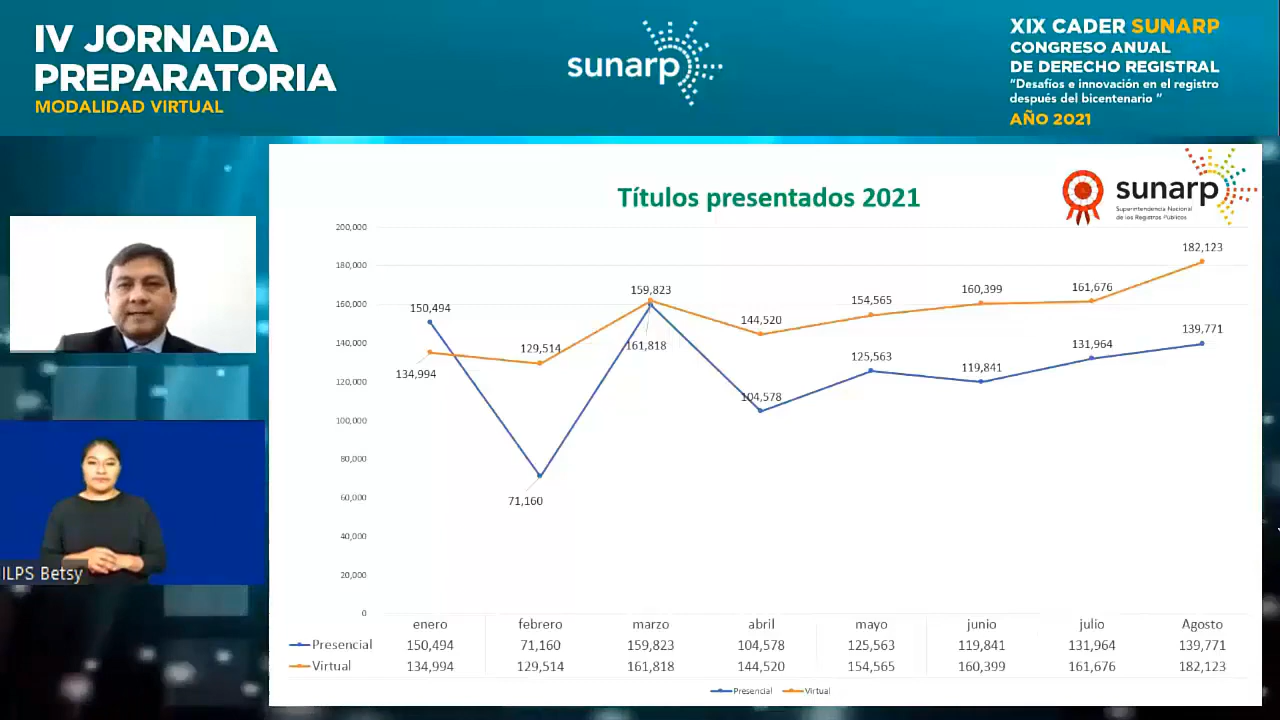 IV JORNADA
PREPARATORIA
MODALIDAD VIRTUAL
sunarp
XIX CADER SUNARP
CONGRESO ANUAL
DE DERECHO REGISTRAL
"Desafíos e innovación en el registro
después del bicentenario "
AÑO 2021
Títulos presentados 2021
sunarp
Superintendencia Nacional
de los Registros Públicos
200,000
180,000
160,000
140,000
120,000
100,000
80,000
60,000
40,000
20,000
0
150,494
134,994
129,514
71,160
159,823
161,818
144,520
104,578
154,565
125,563
160,399
119,841
161,676
131,964
182,123
139,771
enero febrero marzo abril mayo junio julio Agosto
Presencial 150,494 71,160 159,823 104,578 125,563 119,841 131,964 139,771
Virtual 134,994 129,514 161,818 144,520 154,565 160,399 161,676 182,123
Presencial Virtual
ILPS Betsy